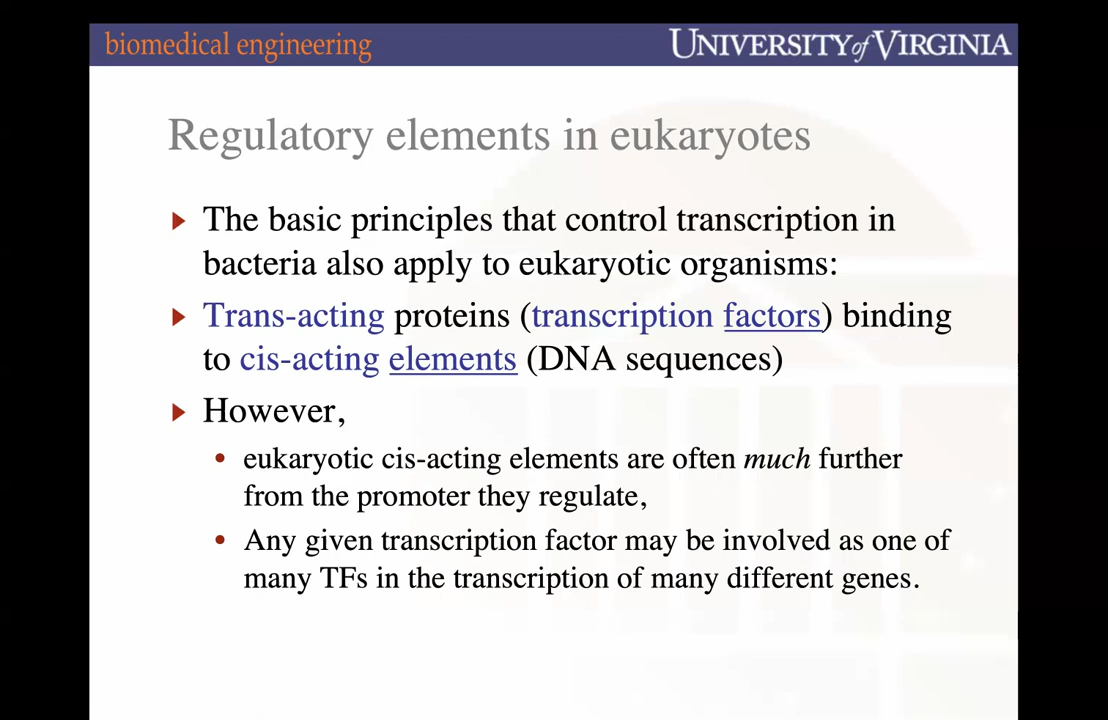 biomedical engineering
UNIVERSITY of VIRGINIA
Regulatory elements in eukaryotes
The basic principles that control transcription in
bacteria also apply to eukaryotic organisms:
Trans-acting proteins (transcription factors) binding
to cis-acting elements (DNA sequences)
However,
eukaryotic cis-acting elements are often much further
from the promoter they regulate,
Any given transcription factor may be involved as one of
many TFs in the transcription of many different genes.